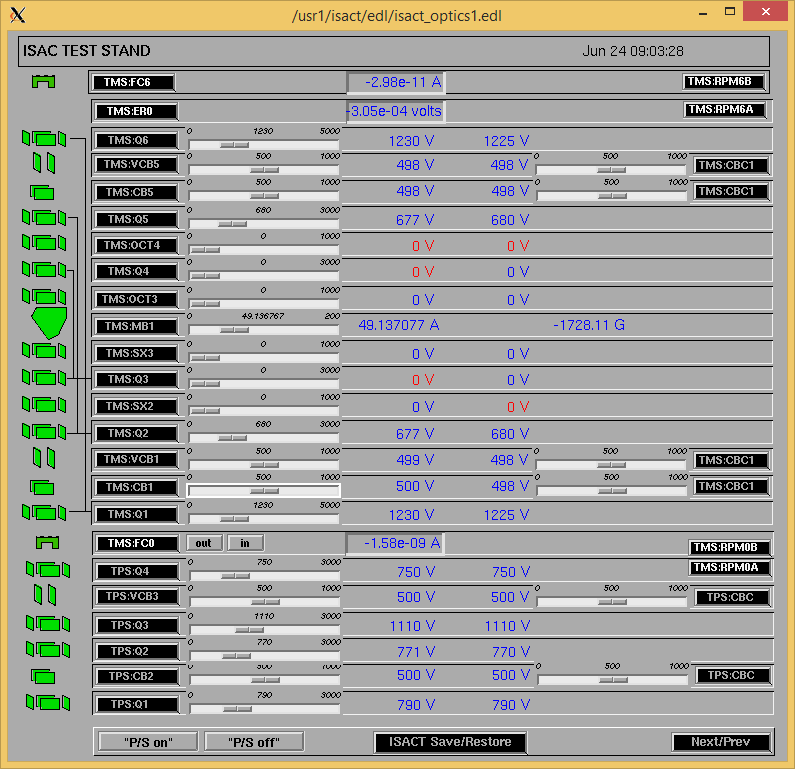 /usr1/isact/edl/isact_optics1.edl
ISAC TEST STAND Jun 24 09:03:28
TMS:FC6 -2.98e-11 A TMS:RPM6B
TMS:ER0 -3.05e-04 volts TMS:RPM6A
TMS:Q6 0 1230 5000 1230 V 1225 V
TMS:VCB5 0 500 1000 498 V 498 V 0 500 1000 TMS:CBC1
TMS:CB5 0 500 1000 498 V 498 V 0 500 1000 TMS:CBC1
TMS:Q5 0 680 3000 677 V 680 V
TMS:OCT4 0 0 1000 0 V 0 V
TMS:Q4 0 0 3000 0 V 0 V
TMS:OCT3 0 0 1000 0 V 0 V
TMS:MB1 0 49.136767 200 49.137077 A -1728.11 G
TMS:SX3 0 0 1000 0 V 0 V
TMS:Q3 0 0 3000 0 V 0 V
TMS:SX2 0 0 1000 0 V 0 V
TMS:Q2 0 680 3000 677 V 680 V
TMS:VCB1 0 500 1000 499 V 498 V 0 500 1000 TMS:CBC1
TMS:CB1 0 500 1000 500 V 498 V 0 500 1000 TMS:CBC1
TMS:Q1 0 1230 5000 1230 V 1225 V
TMS:FC0 out in -1.58e-09 A TMS:RPM0B
TPS:Q4 0 750 3000 750 V 750 V TMS:RPM0A
TPS:VCB3 0 500 1000 500 V 500 V 0 500 1000 TPS:CBC
TPS:Q3 0 1110 3000 1110 V 1110 V
TPS:Q2 0 770 3000 771 V 770 V
TPS:CB2 0 500 1000 500 V 500 V 0 500 1000 TPS:CBC
TPS:Q1 0 790 3000 790 V 790 V
"P/S on" "P/S off" ISACT Save/Restore Next/Prev